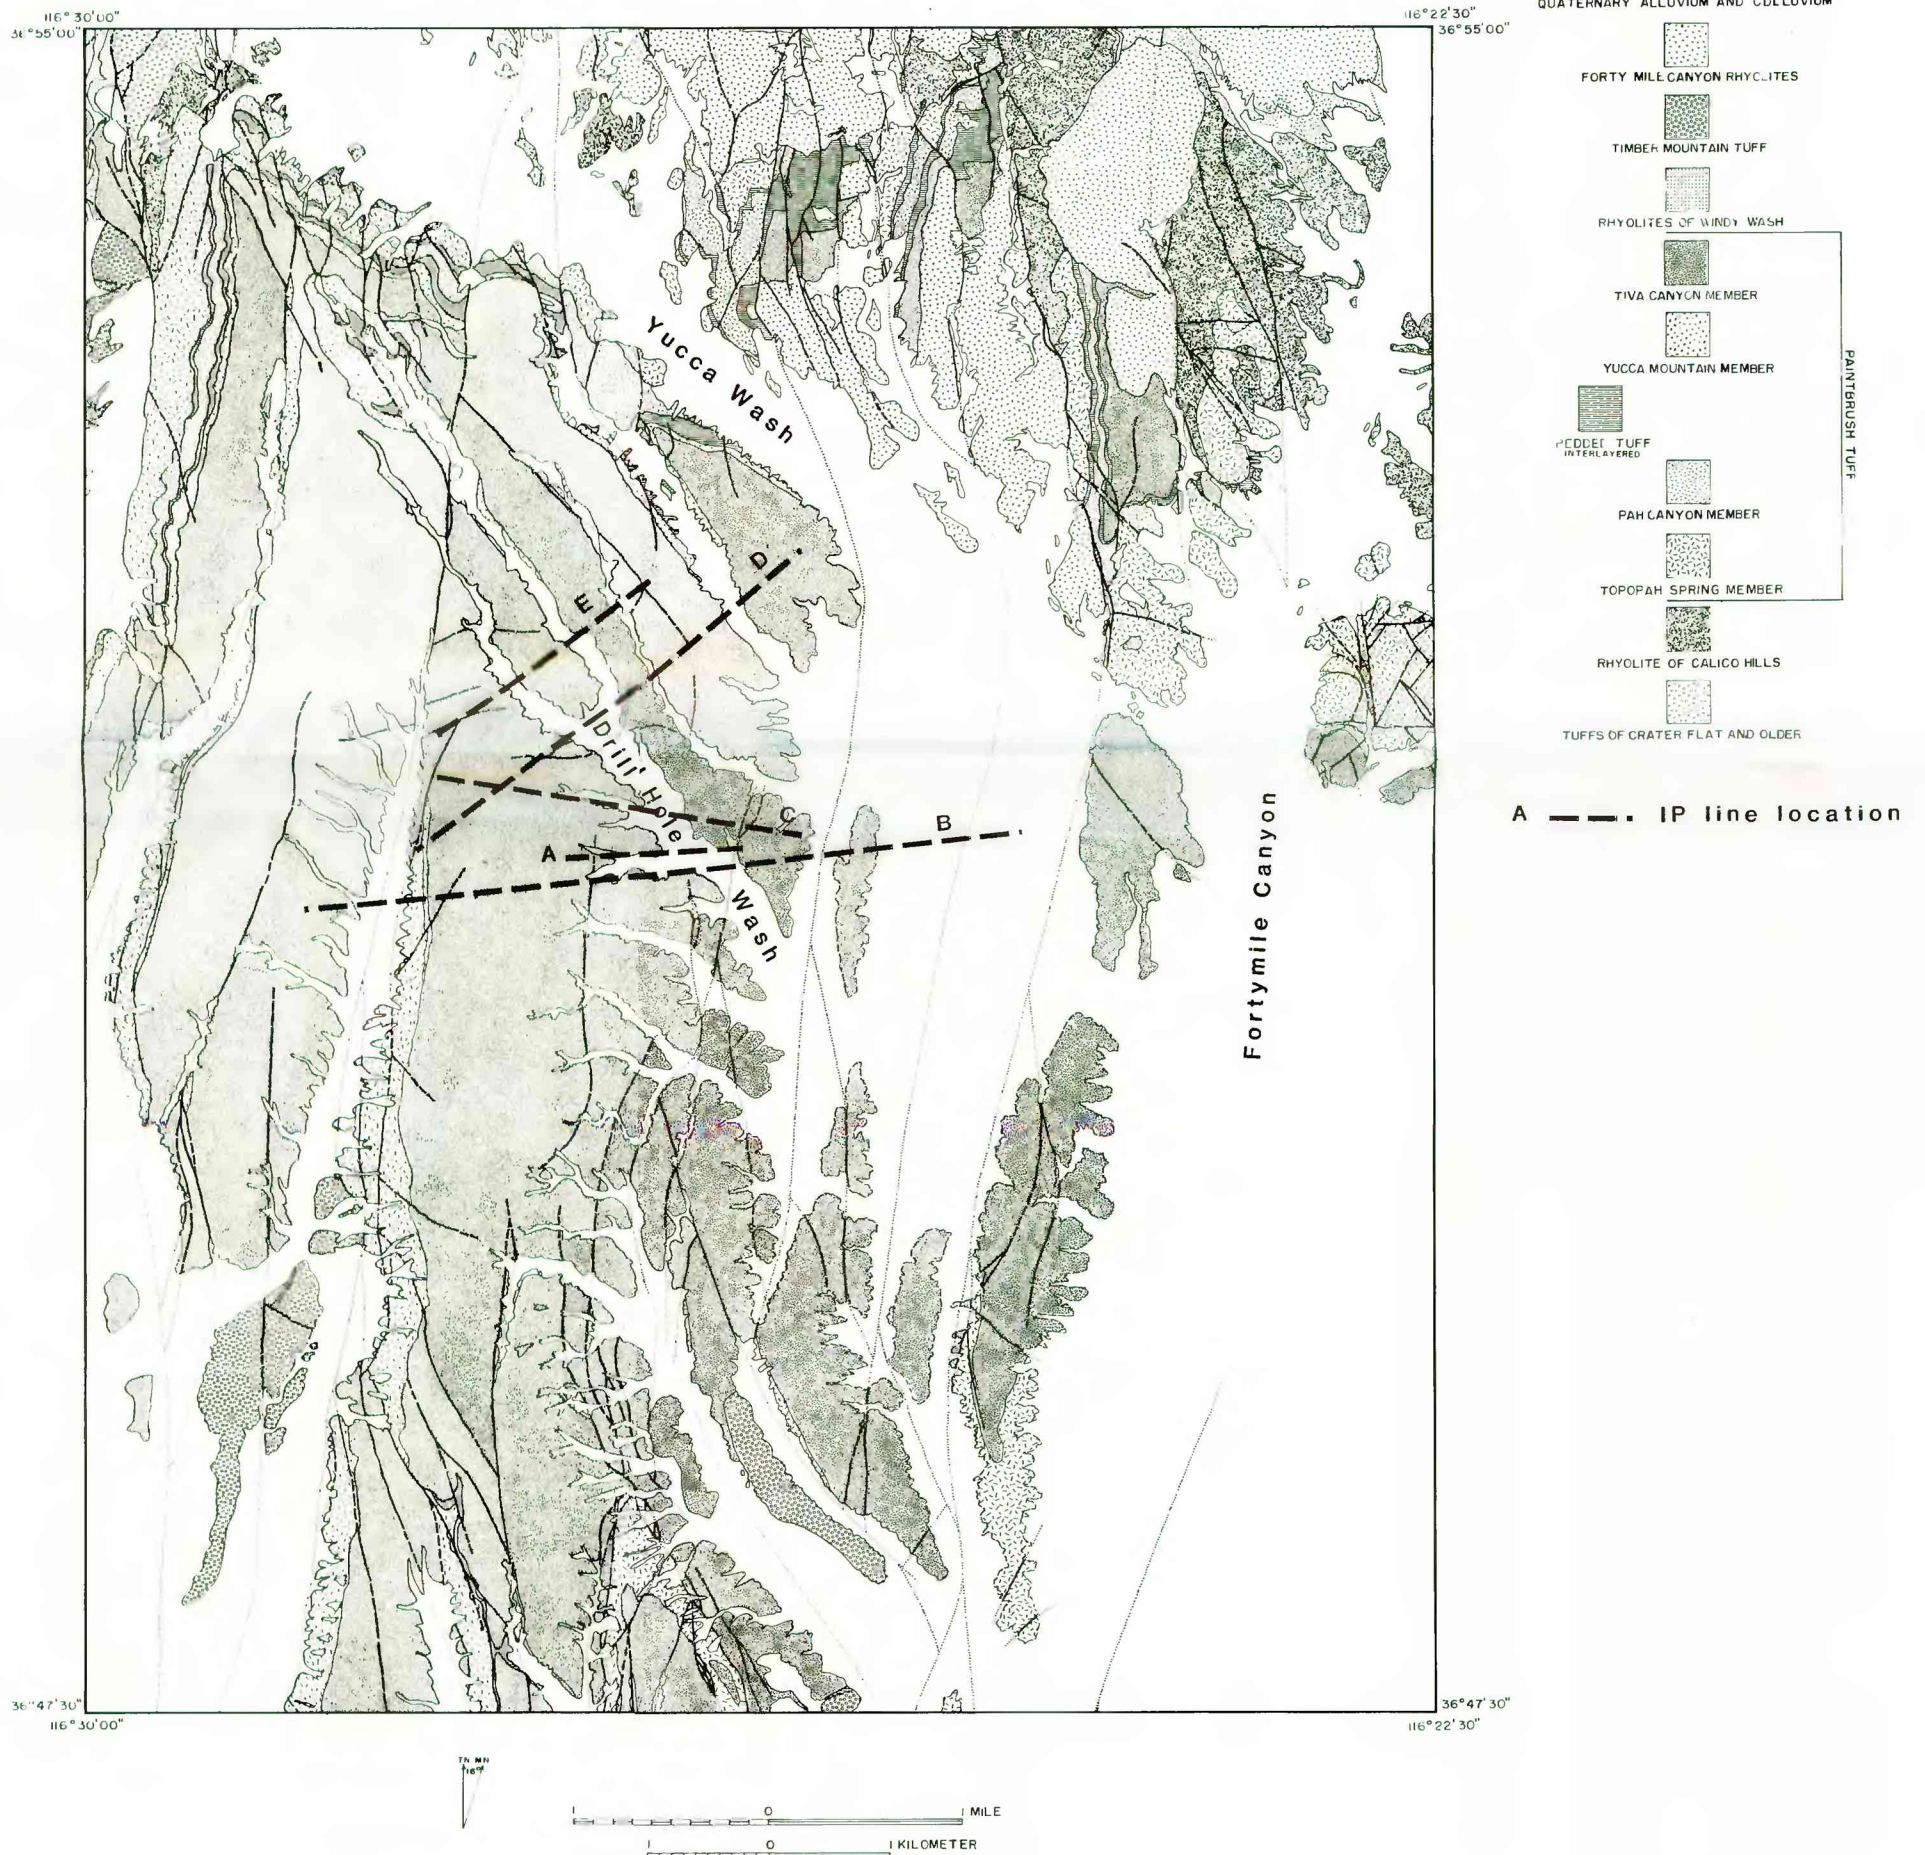 116°30'00"
116°22'30"
36°55'00"
36°55'00"
QUATERNARY ALLUVIUM AND COLLUVIUM
FORTY MILE CANYON RHYOLITES
TIMBER MOUNTAIN TUFF
RHYOLITES OF WINDY WASH
TIVA CANYON MEMBER
YUCCA MOUNTAIN MEMBER
BEDDED TUFF
INTERLAYERED
PAH CANYON MEMBER
TOPOPAH SPRING MEMBER
PAINTBRUSH TUFF
RHYOLITE OF CALICO HILLS
TUFFS OF CRATER FLAT AND OLDER
A IP line location
Yucca Wash
D
E
Drill Hole
Wash
C
B
A
Fortymile Canyon
36°47'30"
36°47'30"
116°30'00"
116°22'30"
TN MN
1 0 1 MILE
1 0 1 KILOMETER